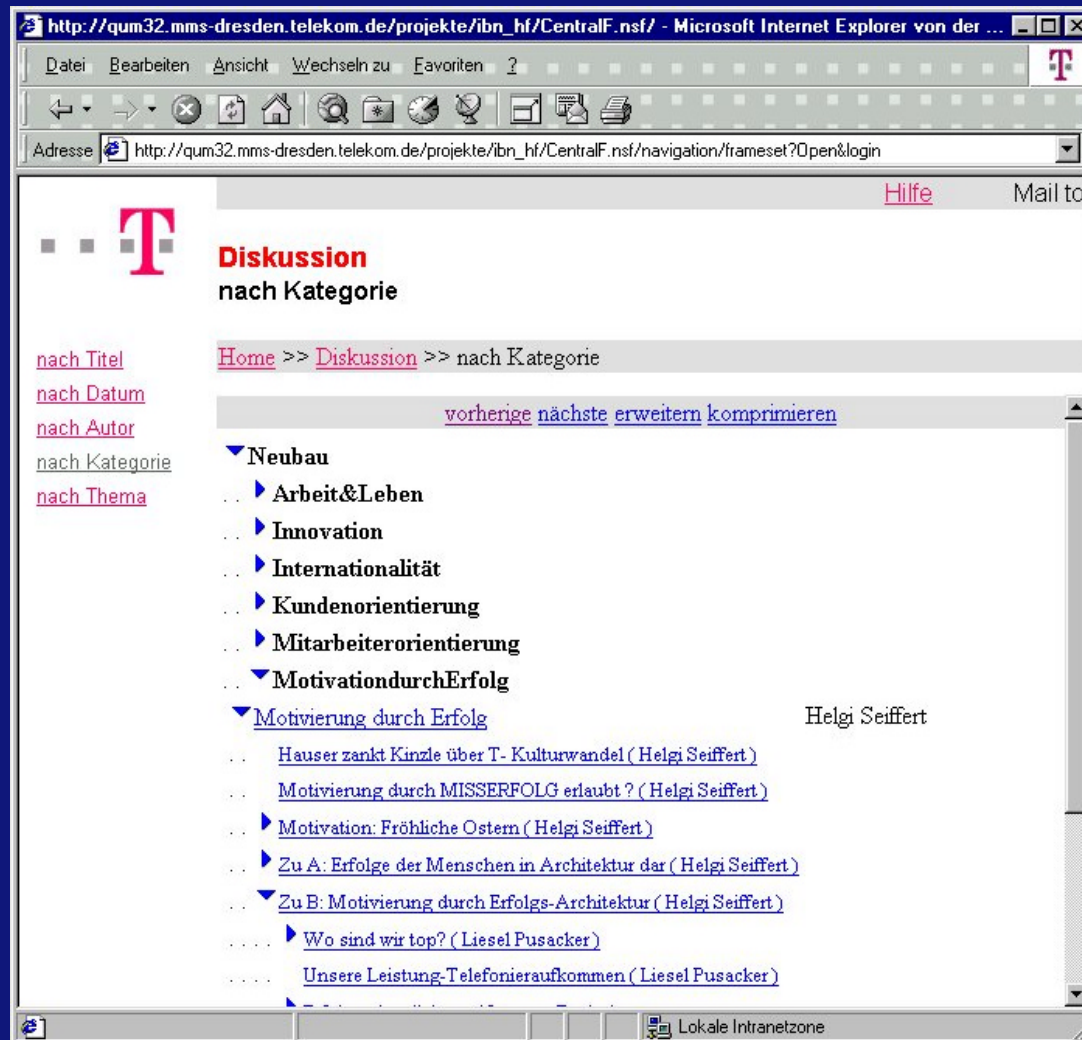 http://qum32.mms-dresden.telekom.de/projekte/ibn_hf/CentralF.nsf/ - Microsoft Internet Explorer von der ...
Datei Bearbeiten Ansicht Wechseln zu Favoriten ?
T
Adresse http://qum32.mms-dresden.telekom.de/projekte/ibn_hf/CentralF.nsf/navigation/frameset?Open&login
Hilfe Mail to
T
Diskussion
nach Kategorie
nach Titel
nach Datum
nach Autor
nach Kategorie
nach Thema
Home >> Diskussion >> nach Kategorie
vorherige nächste erweitern komprimieren
Neubau
.. Arbeit&Leben
.. Innovation
.. Internationalität
.. Kundenorientierung
.. Mitarbeiterorientierung
.. MotivationdurchErfolg
Motivierung durch Erfolg Helgi Seiffert
.. Hauser zankt Kinzle über T- Kulturwandel ( Helgi Seiffert )
.. Motivierung durch MISSERFOLG erlaubt ? ( Helgi Seiffert )
.. Motivation: Fröhliche Ostern ( Helgi Seiffert )
.. Zu A: Erfolge der Menschen in Architektur dar ( Helgi Seiffert )
.. Zu B: Motivierung durch Erfolgs-Architektur ( Helgi Seiffert )
.... Wo sind wir top? ( Liesel Pusacker )
.... Unsere Leistung-Telefonieraufkommen ( Liesel Pusacker )
Lokale Intranetzone